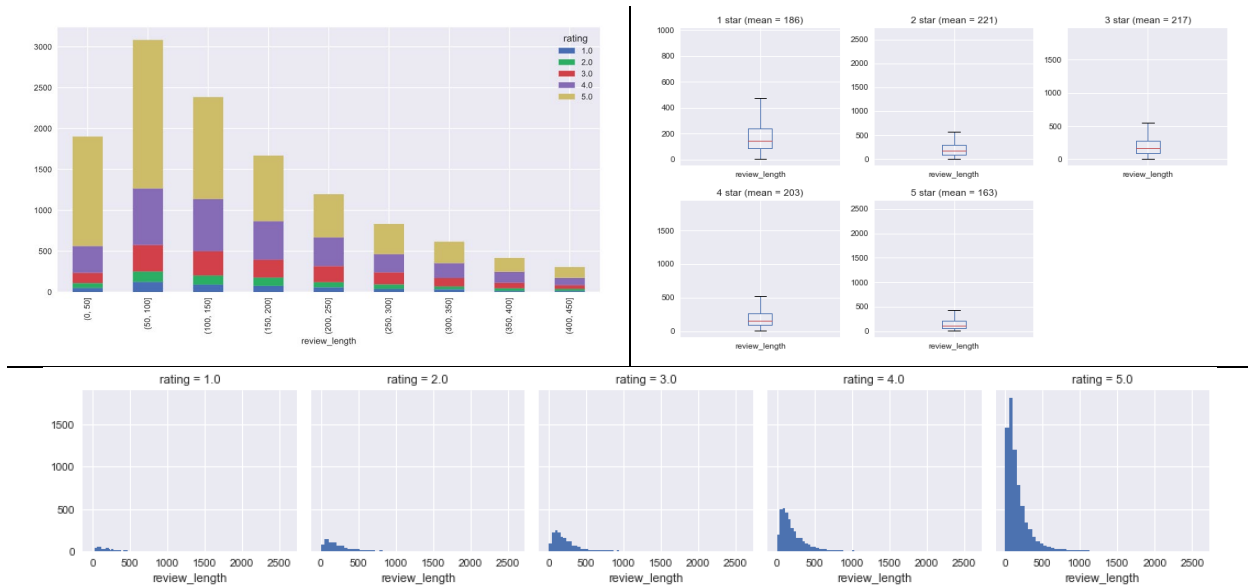 rating
1.0
2.0
3.0
4.0
5.0
3000
2500
2000
1500
1000
500
0
(0, 50]
(50, 100]
(100, 150]
(150, 200]
(200, 250]
(250, 300]
(300, 350]
(350, 400]
(400, 450]
review_length
1 star (mean = 186)
1000
800
600
400
200
0
review_length
2 star (mean = 221)
2500
2000
1500
1000
500
0
review_length
3 star (mean = 217)
1500
1000
500
0
review_length
4 star (mean = 203)
1500
1000
500
0
review_length
5 star (mean = 163)
2500
2000
1500
1000
500
0
review_length
rating = 1.0
rating = 2.0
rating = 3.0
rating = 4.0
rating = 5.0
1500
1000
500
0
0 500 1000 1500 2000 2500
0 500 1000 1500 2000 2500
0 500 1000 1500 2000 2500
0 500 1000 1500 2000 2500
0 500 1000 1500 2000 2500
review_length
review_length
review_length
review_length
review_length